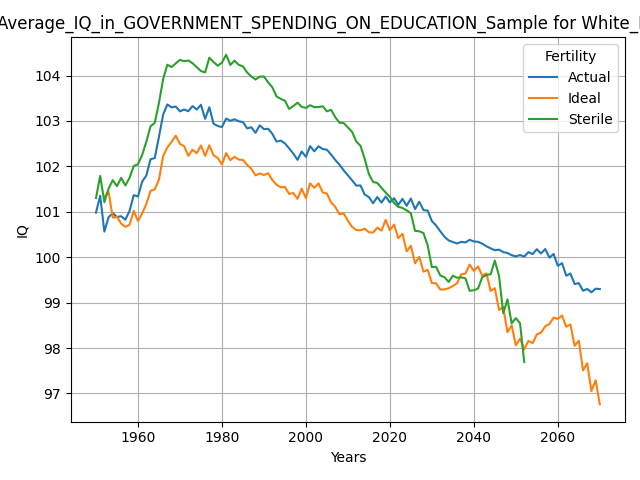 Average_IQ_in_GOVERNMENT_SPENDING_ON_EDUCATION_Sample for White_
Fertility
Actual
Ideal
Sterile
104
103
102
101
100
99
98
97
IQ
1960
1980
2000
2020
2040
2060
Years